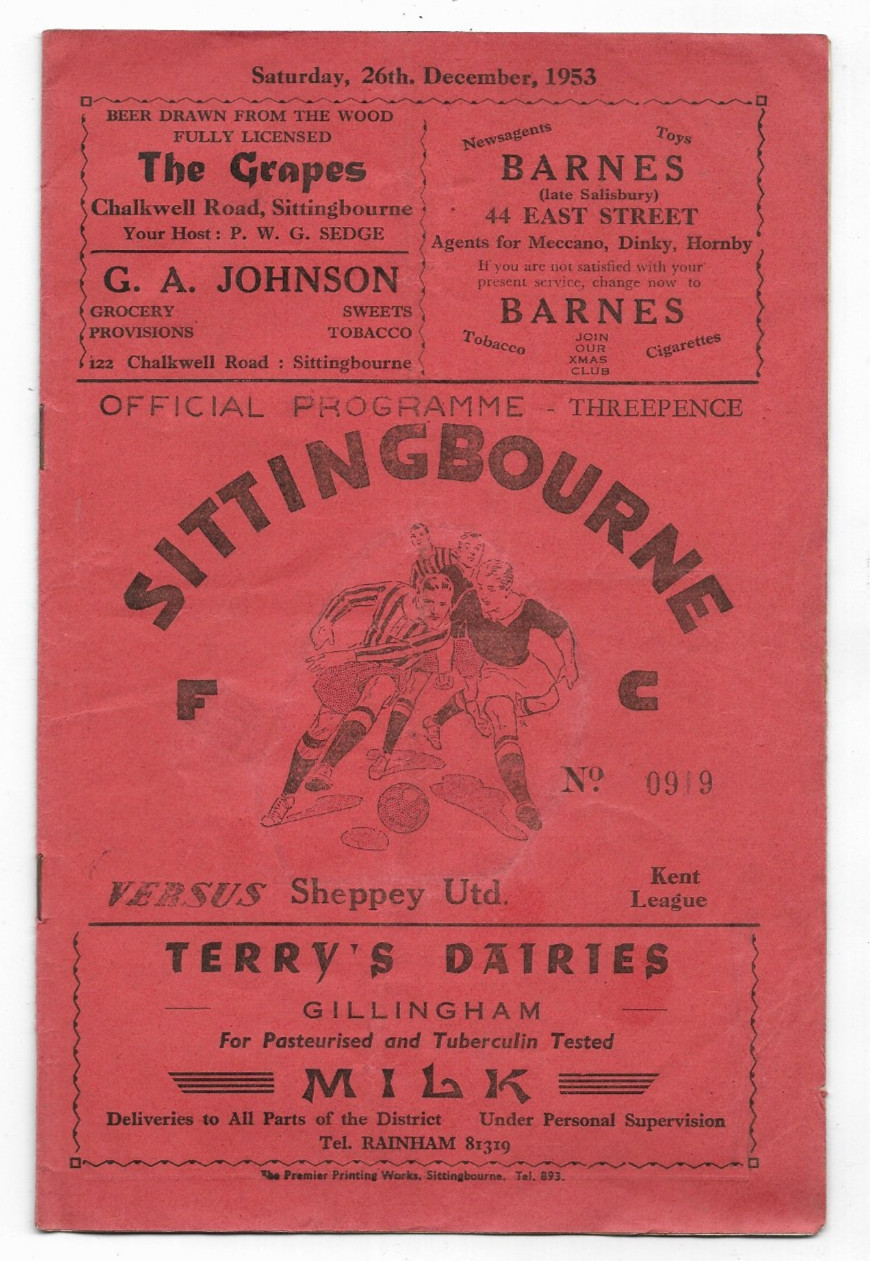 Saturday, 26th. December, 1953
BEER DRAWN FROM THE WOOD
FULLY LICENSED
The Grapes
Chalkwell Road, Sittingbourne
Your Host : P. W. G. SEDGE
G. A. JOHNSON
GROCERY SWEETS
PROVISIONS TOBACCO
122 Chalkwell Road : Sittingbourne
Newsagents Toys
BARNES
(late Salisbury)
44 EAST STREET
Agents for Meccano, Dinky, Hornby
If you are not satisfied with your
present service, change now to
BARNES
Tobacco JOIN OUR XMAS CLUB Cigarettes
OFFICIAL PROGRAMME - THREEPENCE
SITTINGBOURNE
F C
Nº 0919
VERSUS Sheppey Utd. Kent League
TERRY'S DAIRIES
GILLINGHAM
For Pasteurised and Tuberculin Tested
MILK
Deliveries to All Parts of the District Under Personal Supervision
Tel. RAINHAM 81319
The Premier Printing Works, Sittingbourne. Tel. 893.